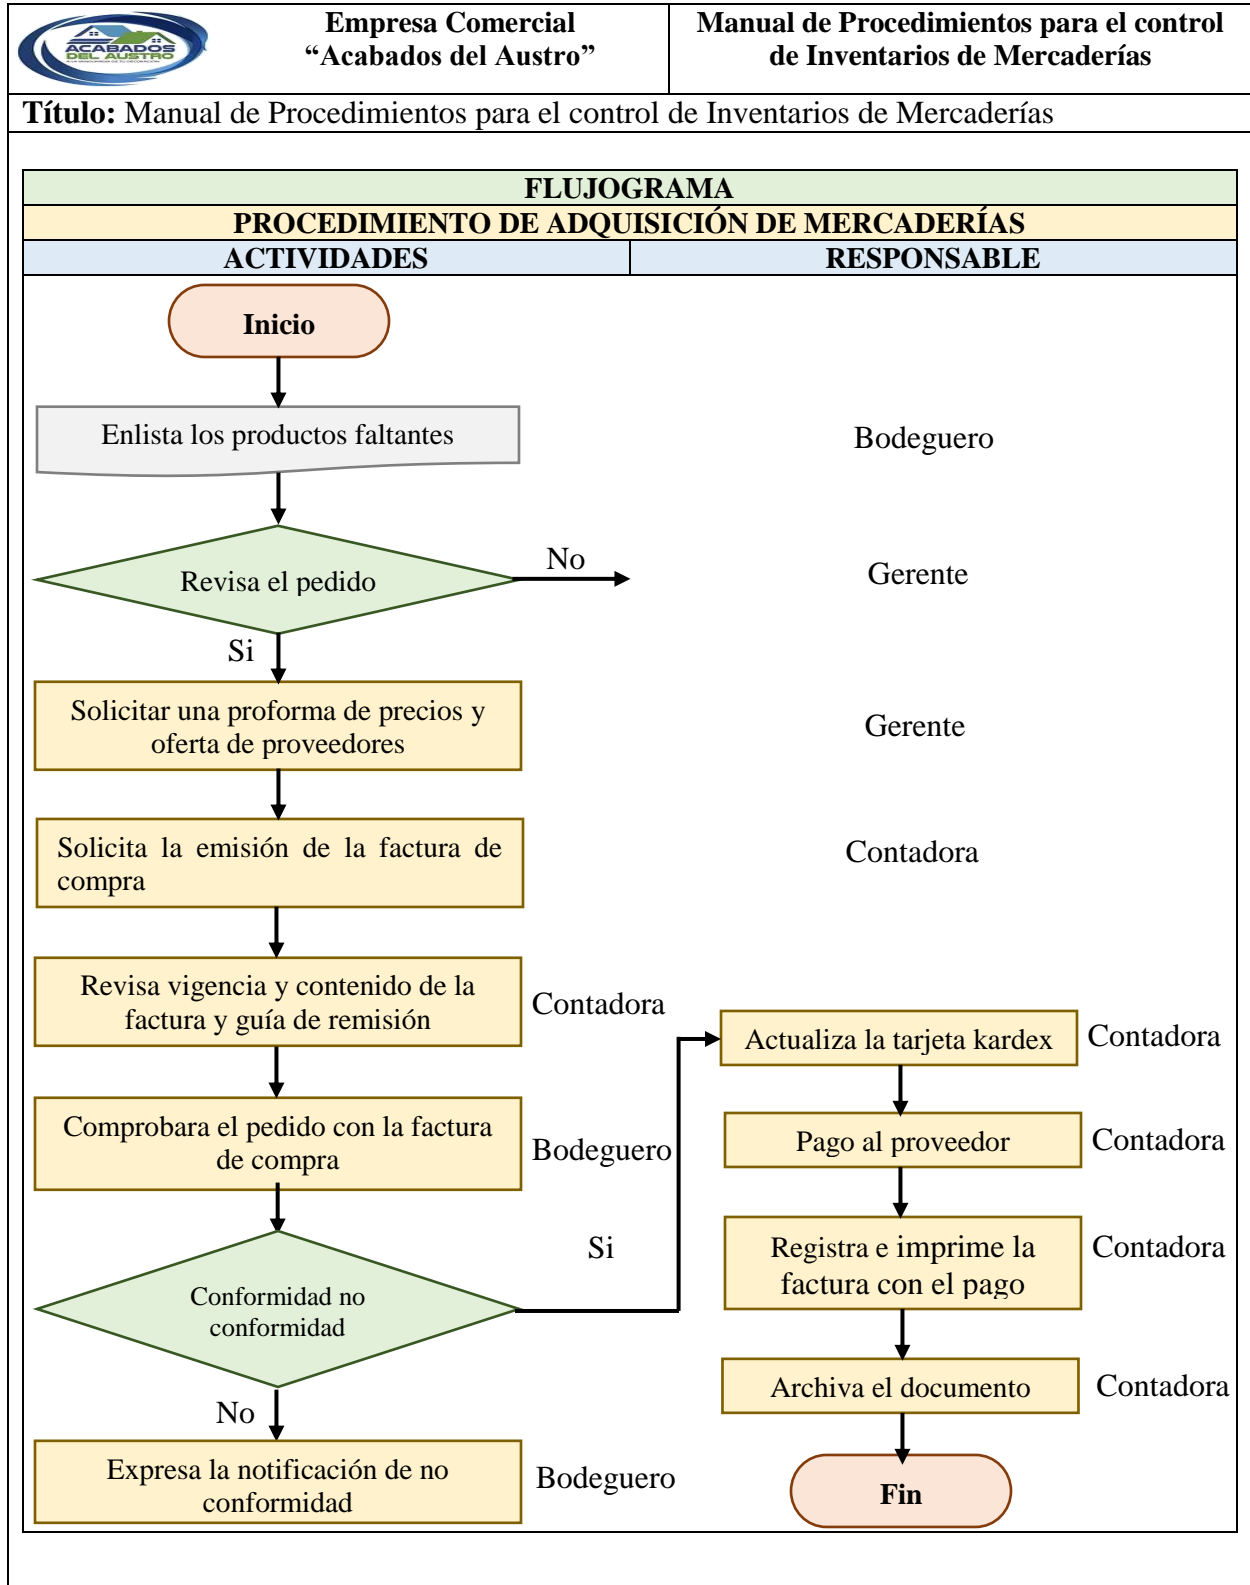 ACABADOS
DEL AUSTRO
Empresa Comercial
“Acabados del Austro”
Manual de Procedimientos para el control
de Inventarios de Mercaderías
Título: Manual de Procedimientos para el control de Inventarios de Mercaderías
FLUJOGRAMA
PROCEDIMIENTO DE ADQUISICIÓN DE MERCADERÍAS
ACTIVIDADES
RESPONSABLE
Inicio
Enlista los productos faltantes
Bodeguero
Revisa el pedido
No
Gerente
Si
Solicitar una proforma de precios y
oferta de proveedores
Gerente
Solicita la emisión de la factura de
compra
Contadora
Revisa vigencia y contenido de la
factura y guía de remisión
Contadora
Comprobara el pedido con la factura
de compra
Bodeguero
Conformidad no
conformidad
Si
No
Expresa la notificación de no
conformidad
Bodeguero
Actualiza la tarjeta kardex
Contadora
Pago al proveedor
Contadora
Registra e imprime la
factura con el pago
Contadora
Archiva el documento
Contadora
Fin